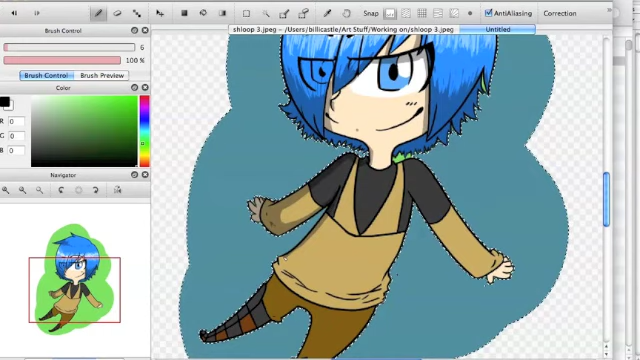 Snap
AntiAliasing
Correction
shloop 3.jpeg - /Users/billicastle/Art Stuff/Working on/shloop 3.jpeg
Untitled
Brush Control
6
100 %
Brush Control
Brush Preview
Color
R 0
G 0
B 0
Navigator